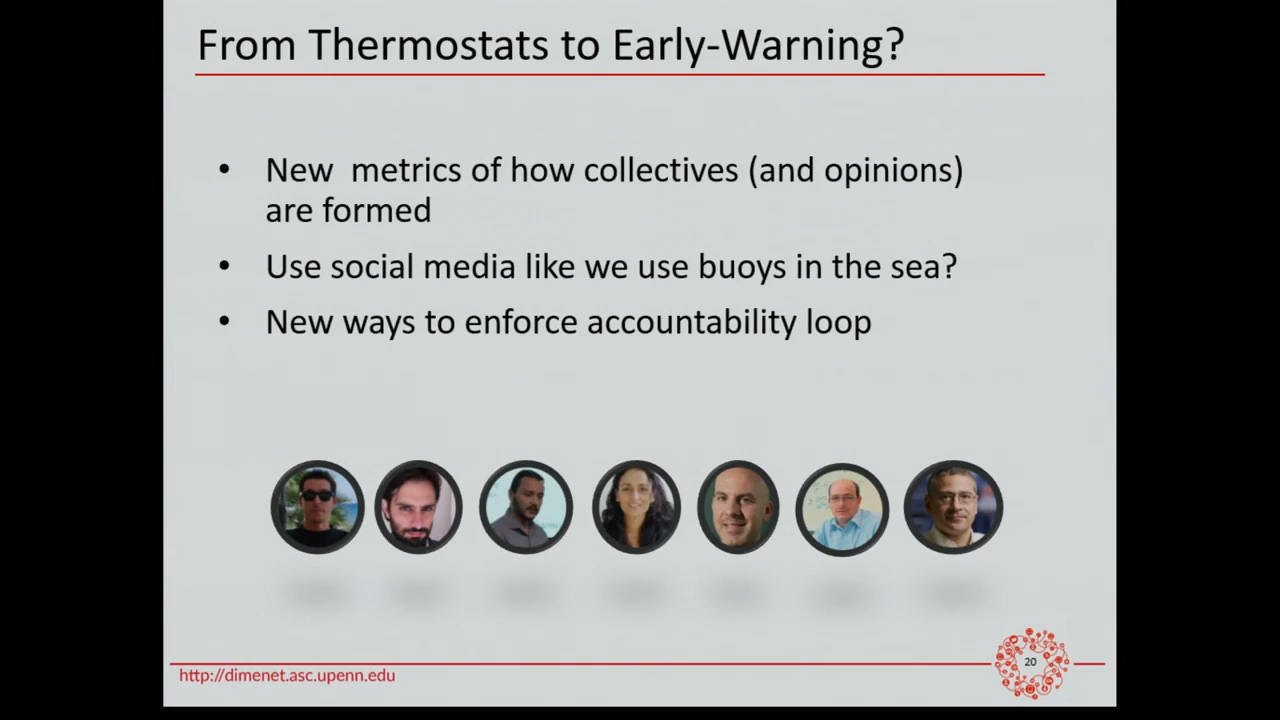 From Thermostats to Early-Warning?
• New  metrics of how collectives (and opinions)
are formed
• Use social media like we use buoys in the sea?
• New ways to enforce accountability loop
20
http://dimenet.asc.upenn.edu